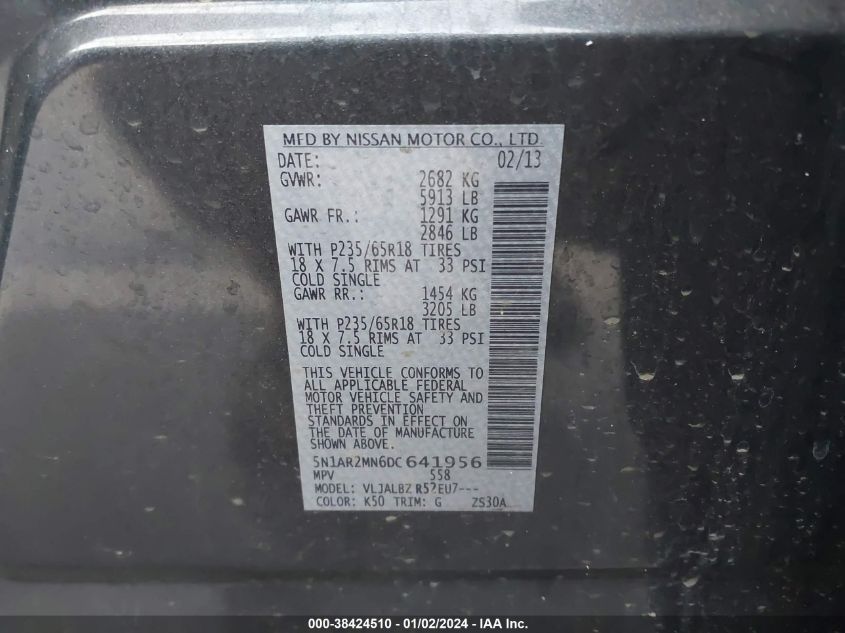 MFD BY NISSAN MOTOR CO., LTD
DATE: 02/13
GVWR: 2682 KG
5913 LB
GAWR FR.: 1291 KG
2846 LB
WITH P235/65R18 TIRES
18 X 7.5 RIMS AT 33 PSI
COLD SINGLE
GAWR RR.: 1454 KG
3205 LB
WITH P235/65R18 TIRES
18 X 7.5 RIMS AT 33 PSI
COLD SINGLE
THIS VEHICLE CONFORMS TO
ALL APPLICABLE FEDERAL
MOTOR VEHICLE SAFETY AND
THEFT PREVENTION
STANDARDS IN EFFECT ON
THE DATE OF MANUFACTURE
SHOWN ABOVE.
5N1AR2MN6DC641956
MPV 558
MODEL: VLJALBZ R52EU7---
COLOR: K50 TRIM: G ZS30A
000-38424510 - 01/02/2024 - IAA Inc.